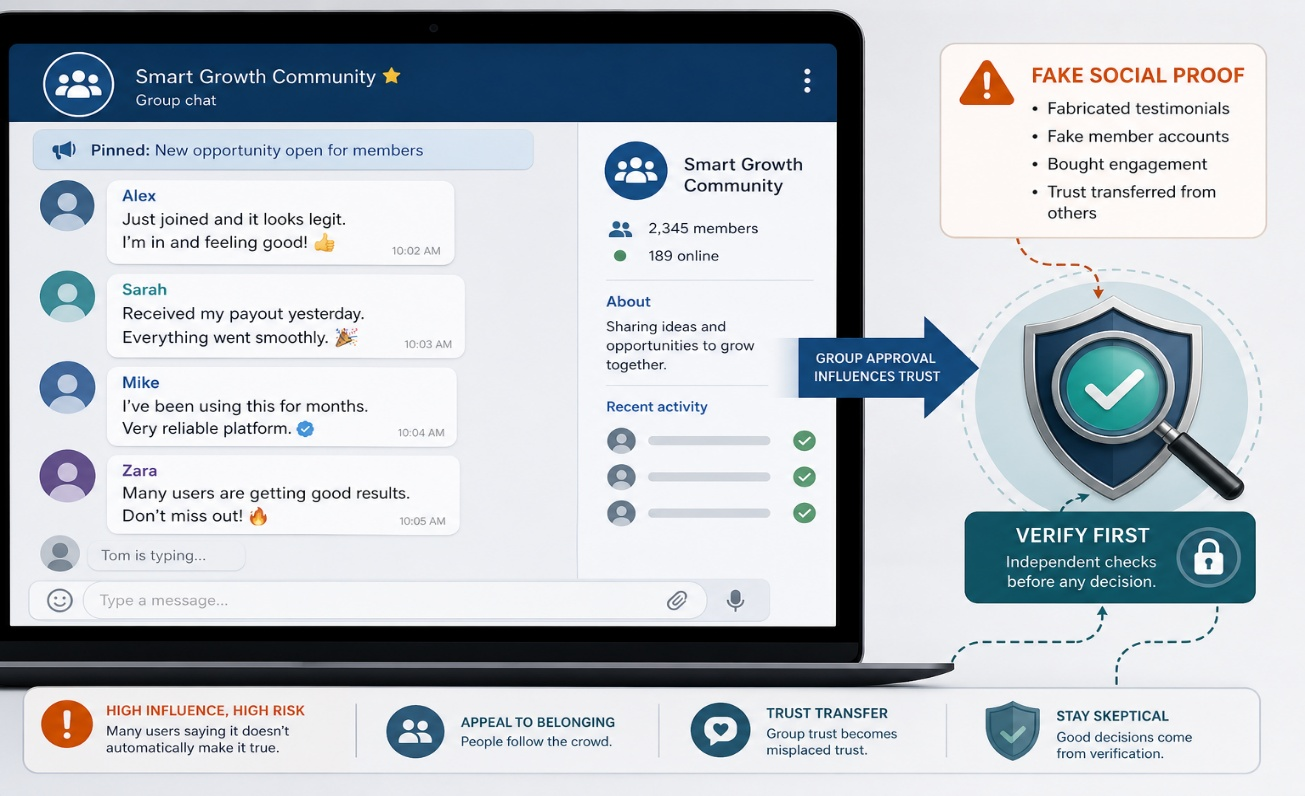 Smart Growth Community ⭐
Group chat
Pinned: New opportunity open for members
Alex
Just joined and it looks legit.
I'm in and feeling good! 👍
10:02 AM
Sarah
Received my payout yesterday.
Everything went smoothly. 🎉
10:03 AM
Mike
I've been using this for months.
Very reliable platform.
10:04 AM
Zara
Many users are getting good results.
Don't miss out! 🔥
10:05 AM
Tom is typing...
Type a message...
Smart Growth
Community
2,345 members
189 online
About
Sharing ideas and
opportunities to grow
together.
Recent activity
GROUP APPROVAL
INFLUENCES TRUST
FAKE SOCIAL PROOF
• Fabricated testimonials
• Fake member accounts
• Bought engagement
• Trust transferred from
others
VERIFY FIRST
Independent checks
before any decision.
HIGH INFLUENCE, HIGH RISK
Many users saying it doesn't
automatically make it true.
APPEAL TO BELONGING
People follow the crowd.
TRUST TRANSFER
Group trust becomes
misplaced trust.
STAY SKEPTICAL
Good decisions come
from verification.